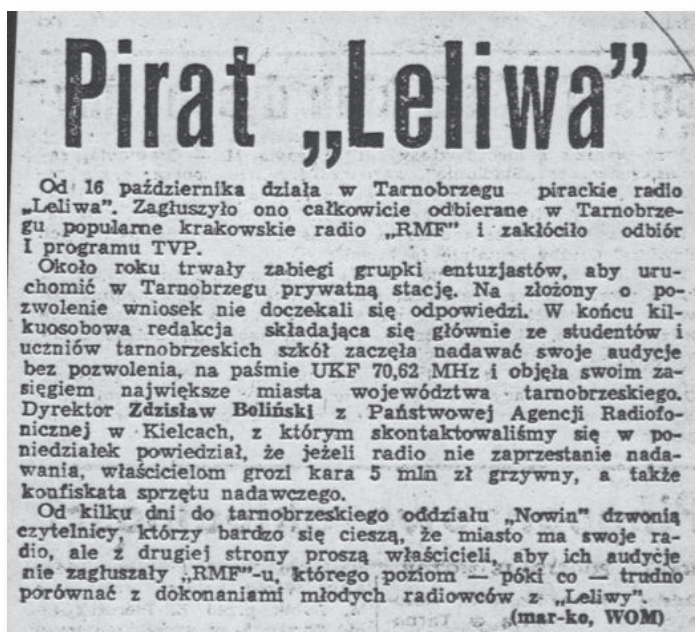 Pirat „Leliwa”
Od 16 października działa w Tarnobrzegu pirackie radio
„Leliwa”. Zagłuszyło ono całkowicie odbierane w Tarnobrze-
gu popularne krakowskie radio „RMF” i zakłóciło odbiór
I programu TVP.
Około roku trwały zabiegi grupki entuzjastów, aby uru-
chomić w Tarnobrzegu prywatną stację. Na złożony o po-
zwolenie wniosek nie doczekali się odpowiedzi. W końcu kil-
kuosobowa redakcja składająca się głównie ze studentów i
uczniów tarnobrzeskich szkół zaczęła nadawać swoje audycje
bez pozwolenia, na paśmie UKF 70,62 MHz i objęła swoim za-
sięgiem największe miasta województwa tarnobrzeskiego.
Dyrektor Zdzisław Boliński z Państwowej Agencji Radiofo-
nicznej w Kielcach, z którym skontaktowaliśmy się w po-
niedziałek powiedział, że jeżeli radio nie zaprzestanie nada-
wania, właścicielom grozi kara 5 mln zł grzywny, a także
konfiskata sprzętu nadawczego.
Od kilku dni do tarnobrzeskiego oddziału „Nowin” dzwonią
czytelnicy, którzy bardzo się cieszą, że miasto ma swoje ra-
dio, ale z drugiej strony proszą właścicieli, aby ich audycje
nie zagłuszały „RMF”-u, którego poziom — póki co — trudno
porównać z dokonaniami młodych radiowców z „Leliwy”.
(mar-ko, WOM)